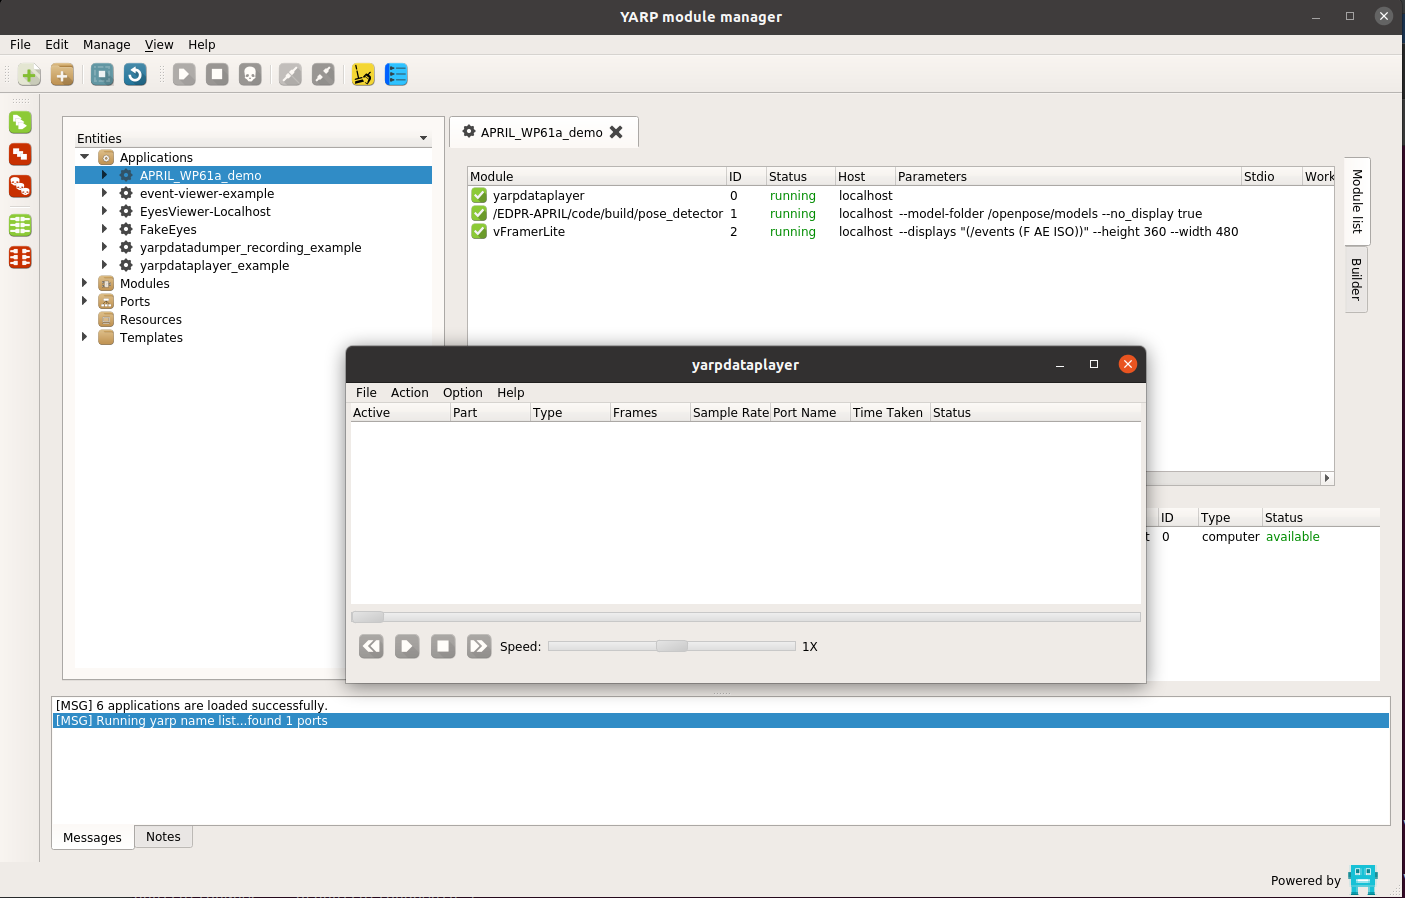 YARP module manager
File Edit Manage View Help
Entities
Applications
APRIL_WP61a_demo
event-viewer-example
EyesViewer-Localhost
FakeEyes
yarpdatadumper_recording_example
yarpdataplayer_example
Modules
Ports
Resources
Templates
APRIL_WP61a_demo
Module ID Status Host Parameters Stdio Work
yarpdataplayer 0 running localhost
/EDPR-APRIL/code/build/pose_detector 1 running localhost --model-folder /openpose/models --no_display true
vFramerLite 2 running localhost --displays "(/events (F AE ISO))" --height 360 --width 480
Module list
Builder
yarpdataplayer
File Action Option Help
Active Part Type Frames Sample Rate Port Name Time Taken Status
Speed: 1X
ID Type Status
t 0 computer available
[MSG] 6 applications are loaded successfully.
[MSG] Running yarp name list...found 1 ports
Messages Notes
Powered by